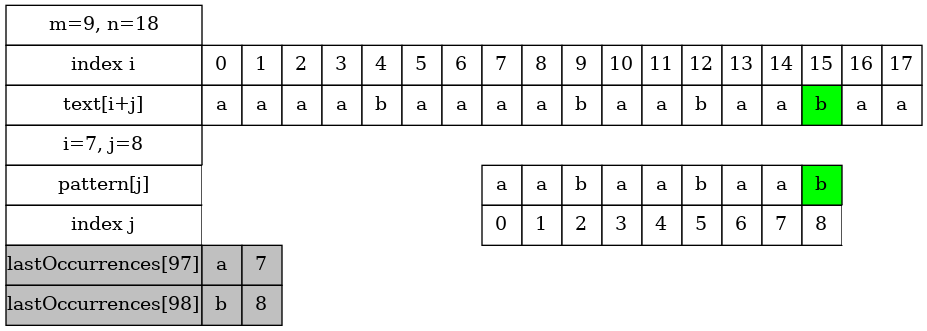 m=9, n=18
index i 0 1 2 3 4 5 6 7 8 9 10 11 12 13 14 15 16 17
text[i+j] a a a a b a a a a b a a b a a b a a
i=7, j=8
pattern[j] a a b a a b a a b
index j 0 1 2 3 4 5 6 7 8
lastOccurrences[97] a 7
lastOccurrences[98] b 8